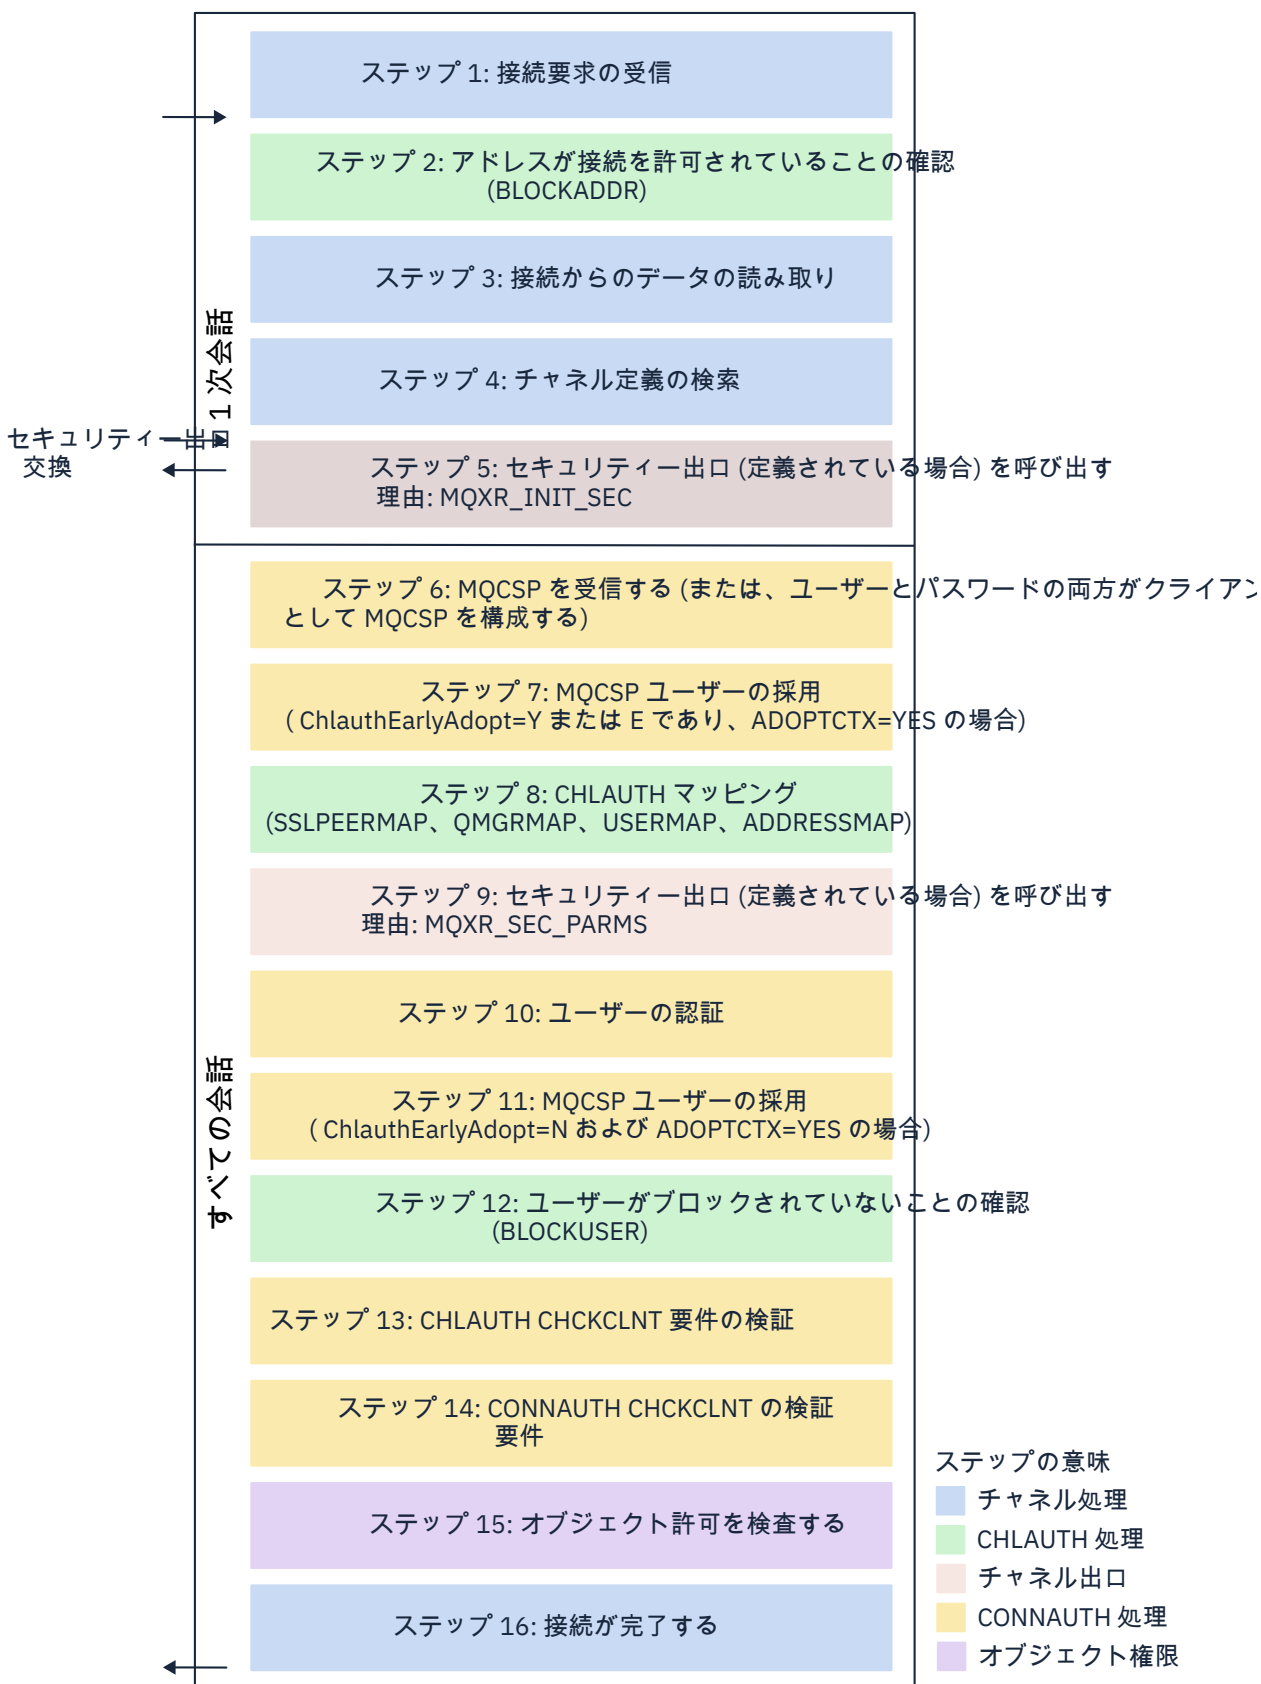 ステップ 1: 接続要求の受信
ステップ 2: アドレスが接続を許可されていることの確認
(BLOCKADDR)
ステップ 3: 接続からのデータの読み取り
ステップ 4: チャネル定義の検索
1 次会話
セキュリティー出口
交換
ステップ 5: セキュリティー出口 (定義されている場合) を呼び出す
理由: MQXR_INIT_SEC
ステップ 6: MQCSP を受信する (または、ユーザーとパスワードの両方がクライアン
として MQCSP を構成する)
ステップ 7: MQCSP ユーザーの採用
( ChlauthEarlyAdopt=Y または E であり、ADOPTCTX=YES の場合)
ステップ 8: CHLAUTH マッピング
(SSLPEERMAP、QMGRMAP、USERMAP、ADDRESSMAP)
ステップ 9: セキュリティー出口 (定義されている場合) を呼び出す
理由: MQXR_SEC_PARMS
ステップ 10: ユーザーの認証
すべての会話
ステップ 11: MQCSP ユーザーの採用
( ChlauthEarlyAdopt=N および ADOPTCTX=YES の場合)
ステップ 12: ユーザーがブロックされていないことの確認
(BLOCKUSER)
ステップ 13: CHLAUTH CHCKCLNT 要件の検証
ステップ 14: CONNAUTH CHCKCLNT の検証
要件
ステップ 15: オブジェクト許可を検査する
ステップ 16: 接続が完了する
ステップの意味
チャネル処理
CHLAUTH 処理
チャネル出口
CONNAUTH 処理
オブジェクト権限